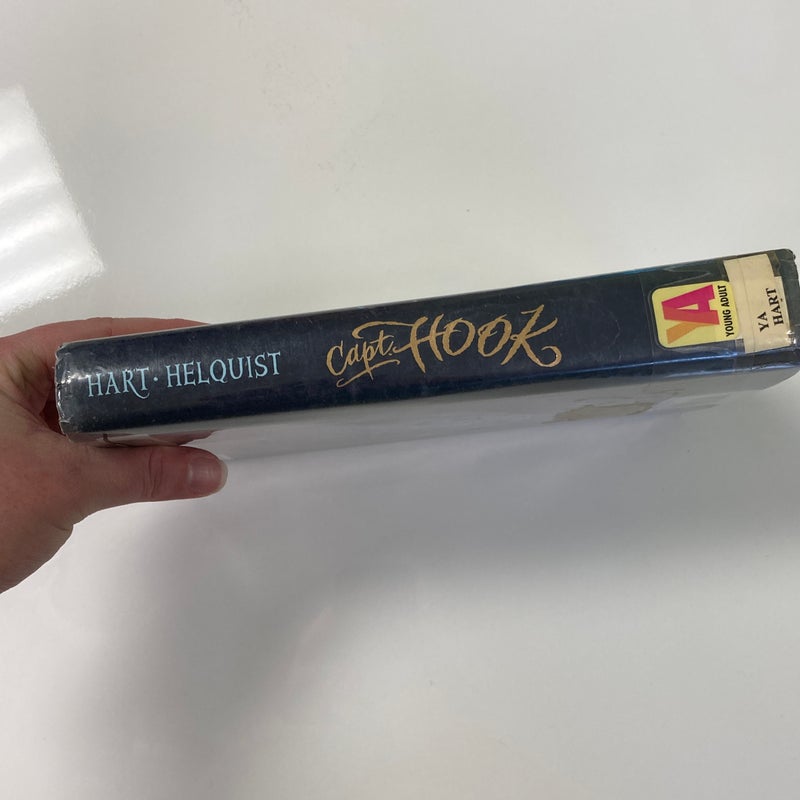 HART · HELQUIST
Capt. HOOK
YA
YOUNG ADULT
YA
HART